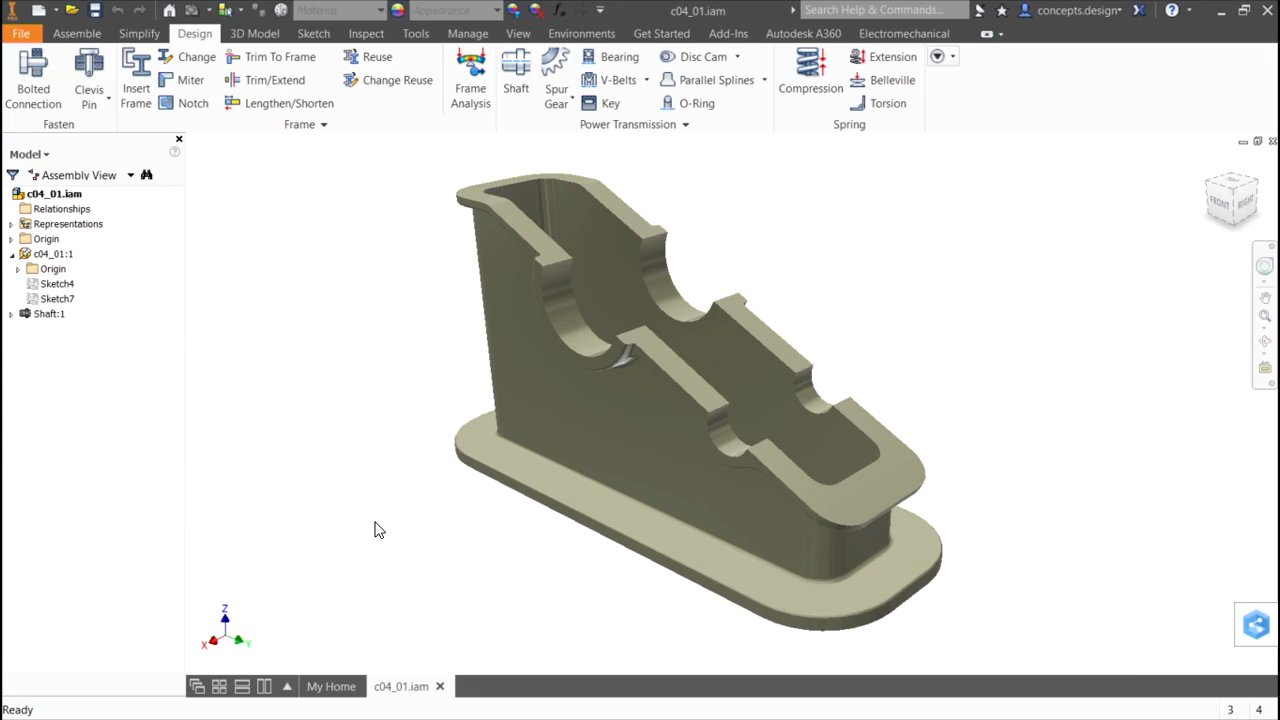 Material
Appearance
c04_01.iam
Search Help & Commands...
concepts.design
File
Assemble
Simplify
Design
3D Model
Sketch
Inspect
Tools
Manage
View
Environments
Get Started
Add-Ins
Autodesk A360
Electromechanical
Bolted Connection
Clevis Pin
Fasten
Insert Frame
Change
Miter
Notch
Trim To Frame
Trim/Extend
Lengthen/Shorten
Reuse
Change Reuse
Frame
Frame Analysis
Shaft
Spur Gear
Bearing
V-Belts
Key
Disc Cam
Parallel Splines
O-Ring
Power Transmission
Compression
Extension
Belleville
Torsion
Spring
Model
Assembly View
c04_01.iam
Relationships
Representations
Origin
c04_01:1
Origin
Sketch4
Sketch7
Shaft:1
FRONT
RIGHT
Z
X
Y
My Home
c04_01.iam
Ready
3
4